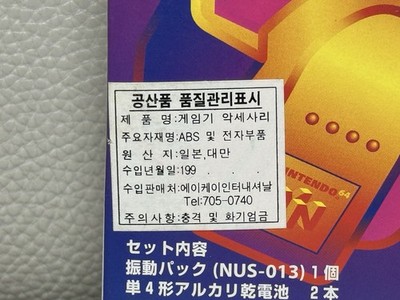 공산품 품질관리표시
제 품 명:게임기 악세사리
주요자재명:ABS 및 전자부품
원 산 지:일본,대만
수입년월일:199 . . .
수입판매처:에이케이인터내셔날
Tel:705-0740
주의사항:충격 및 화기엄금
NINTENDO 64
セット内容
振動パック (NUS-013) 1個
単4形アルカリ乾電池 2本